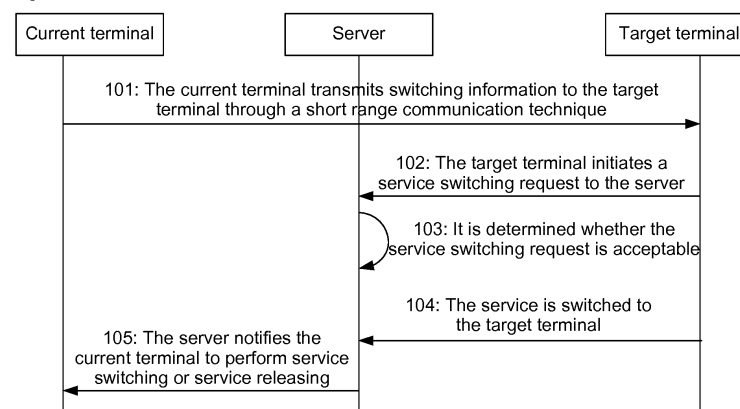 Current terminal
Server
Target terminal
101: The current terminal transmits switching information to the target
terminal through a short range communication technique
102: The target terminal initiates a
service switching request to the server
103: It is determined whether the
service switching request is acceptable
104: The service is switched to
the target terminal
105: The server notifies the
current terminal to perform service
switching or service releasing